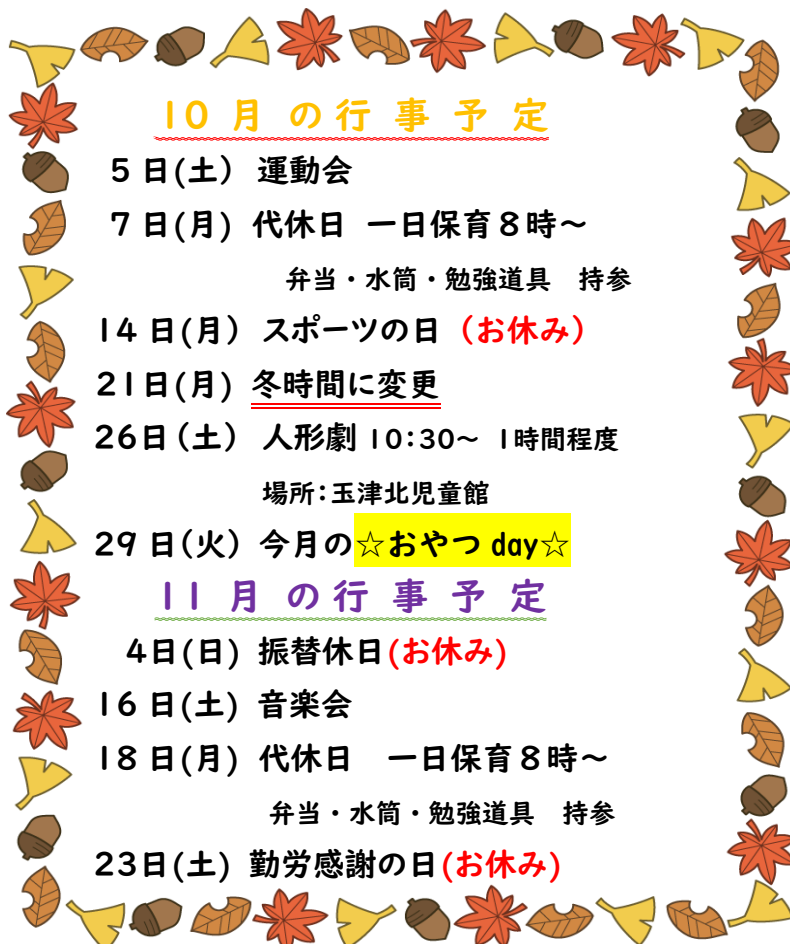 10月の行事予定
5日(土) 運動会
7日(月) 代休日 一日保育8時～
弁当・水筒・勉強道具 持参
14日(月) スポーツの日（お休み）
21日(月) 冬時間に変更
26日(土) 人形劇 10:30～ 1時間程度
場所：玉津北児童館
29日(火) 今月の☆おやつday☆
11月の行事予定
4日(日) 振替休日(お休み)
16日(土) 音楽会
18日(月) 代休日 一日保育8時～
弁当・水筒・勉強道具 持参
23日(土) 勤労感謝の日(お休み)